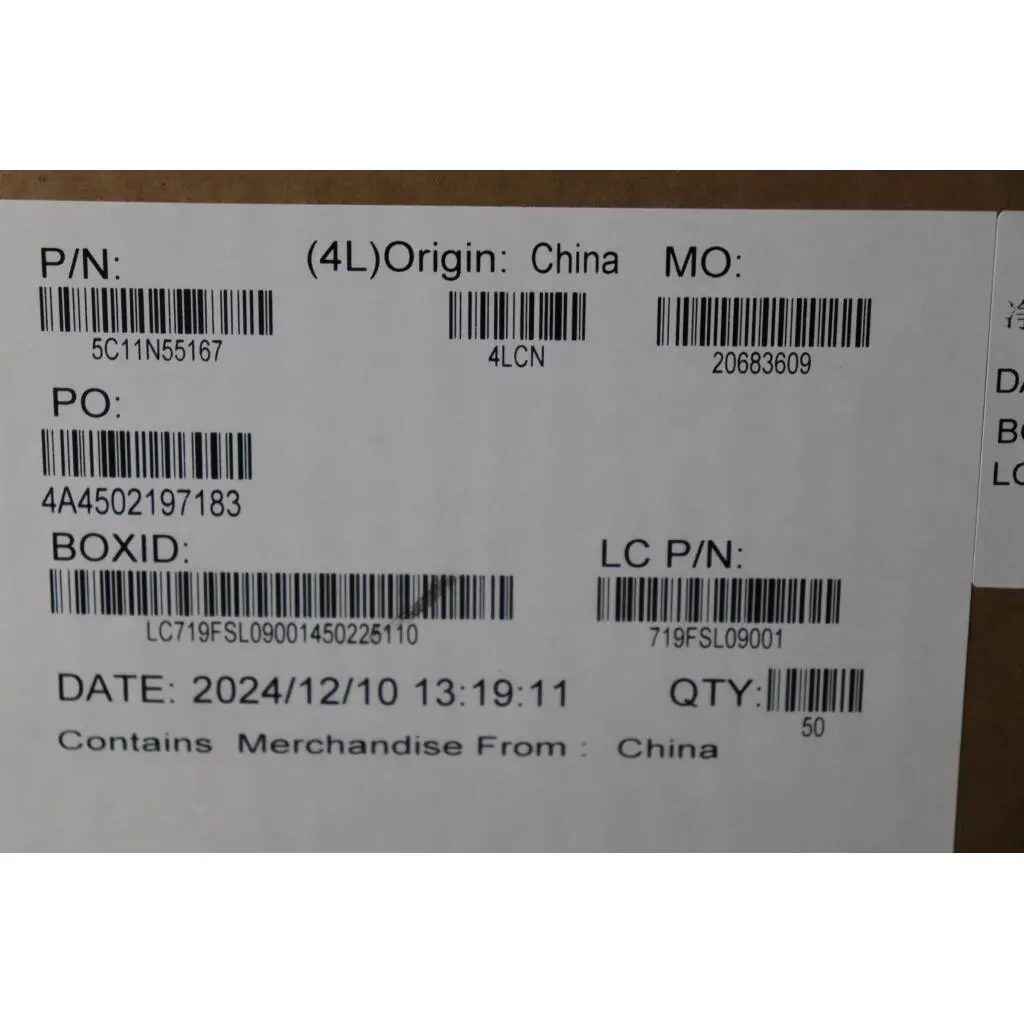 P/N: (4L)Origin: China MO:
5C11N55167 4LCN 20683609
PO:
4A4502197183
BOXID: LC P/N:
LC719FSL09001450225110 719FSL09001
DATE: 2024/12/10 13:19:11 QTY:
50
Contains Merchandise From : China